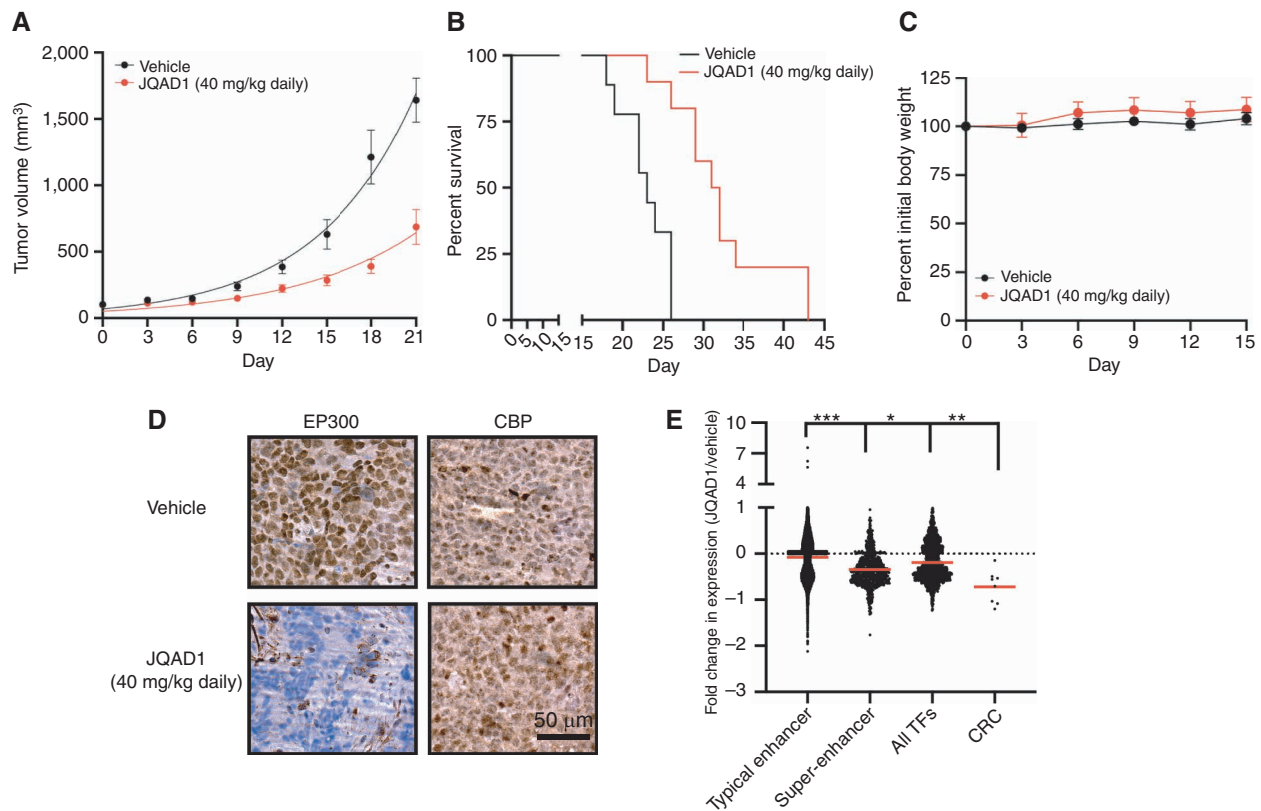 A
2,000
1,500
1,000
500
0
Tumor volume (mm³)
Vehicle
JQAD1 (40 mg/kg daily)
0 3 6 9 12 15 18 21
Day
B
100
75
50
25
0
Percent survival
Vehicle
JQAD1 (40 mg/kg daily)
0 5 10 15 15 20 25 30 35 40 45
Day
C
125
100
75
50
25
0
Percent initial body weight
Vehicle
JQAD1 (40 mg/kg daily)
0 3 6 9 12 15
Day
D
EP300 CBP
Vehicle
JQAD1
(40 mg/kg daily)
50 µm
E
10
7
4
1
0
−1
−2
−3
Fold change in expression (JQAD1/vehicle)
*** * **
Typical enhancer
Super-enhancer
All TFs
CRC